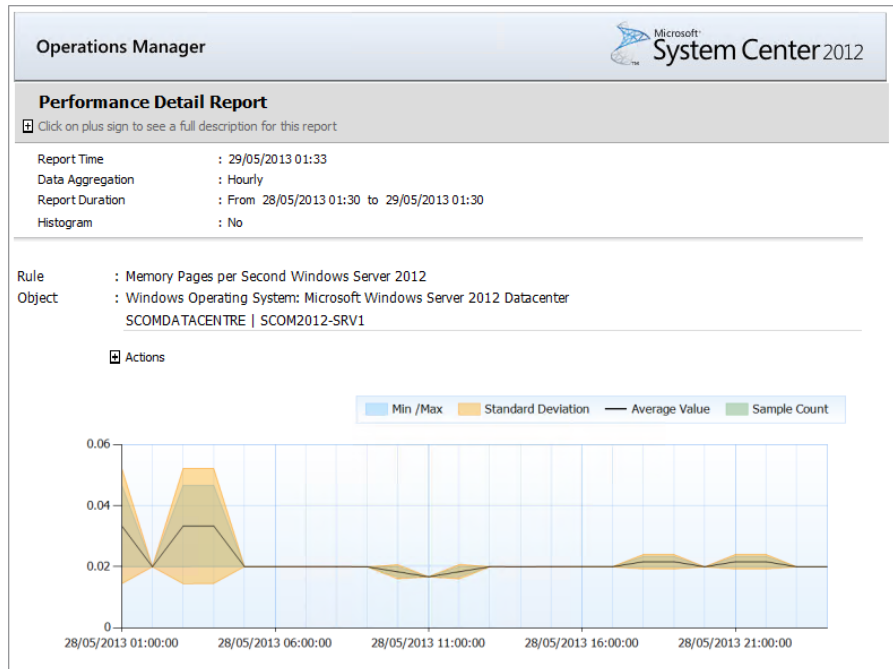 Operations Manager
Microsoft®
System Center 2012
Performance Detail Report
Click on plus sign to see a full description for this report
Report Time : 29/05/2013 01:33
Data Aggregation : Hourly
Report Duration : From 28/05/2013 01:30 to 29/05/2013 01:30
Histogram : No
Rule : Memory Pages per Second Windows Server 2012
Object : Windows Operating System: Microsoft Windows Server 2012 Datacenter
SCOMDATACENTRE | SCOM2012-SRV1
Actions
Min /Max Standard Deviation Average Value Sample Count
0.06
0.04
0.02
0
28/05/2013 01:00:00 28/05/2013 06:00:00 28/05/2013 11:00:00 28/05/2013 16:00:00 28/05/2013 21:00:00